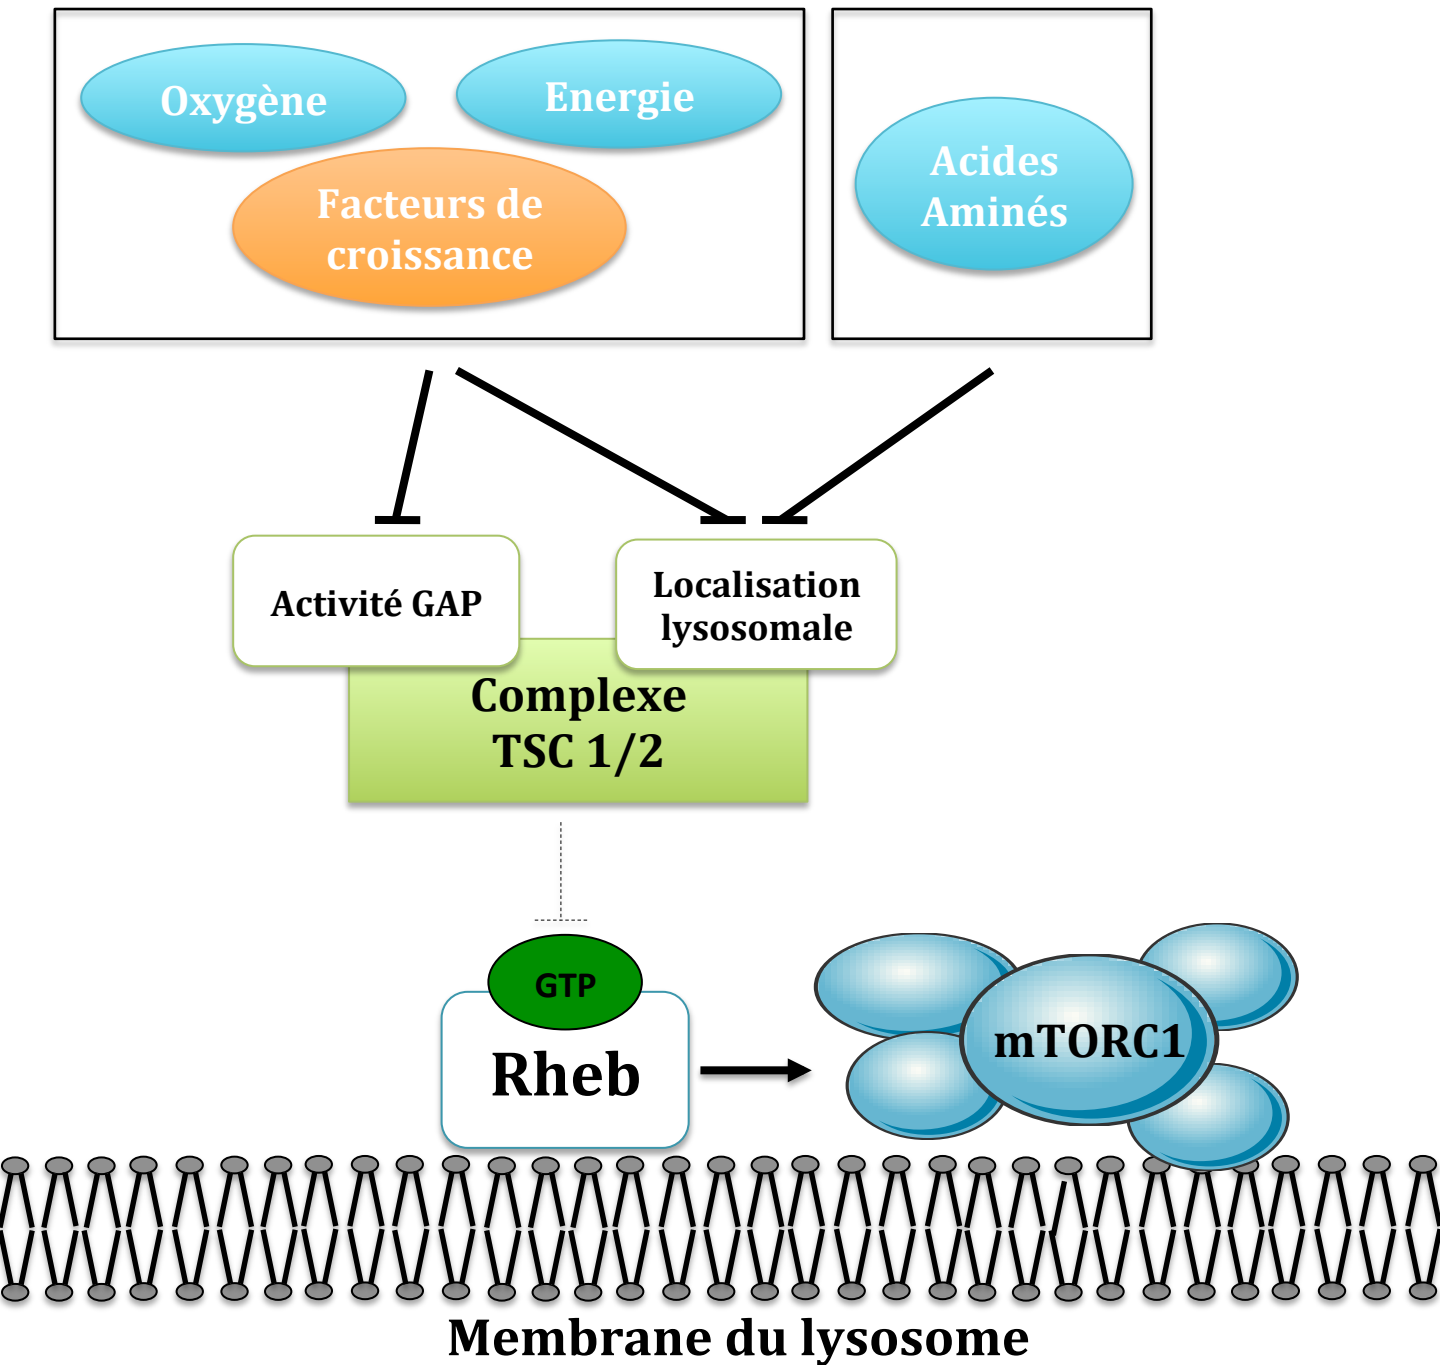 Oxygène
Energie
Facteurs de
croissance
Acides
Aminés
Activité GAP
Localisation
lysosomale
Complexe
TSC 1/2
GTP
Rheb
mTORC1
Membrane du lysosome